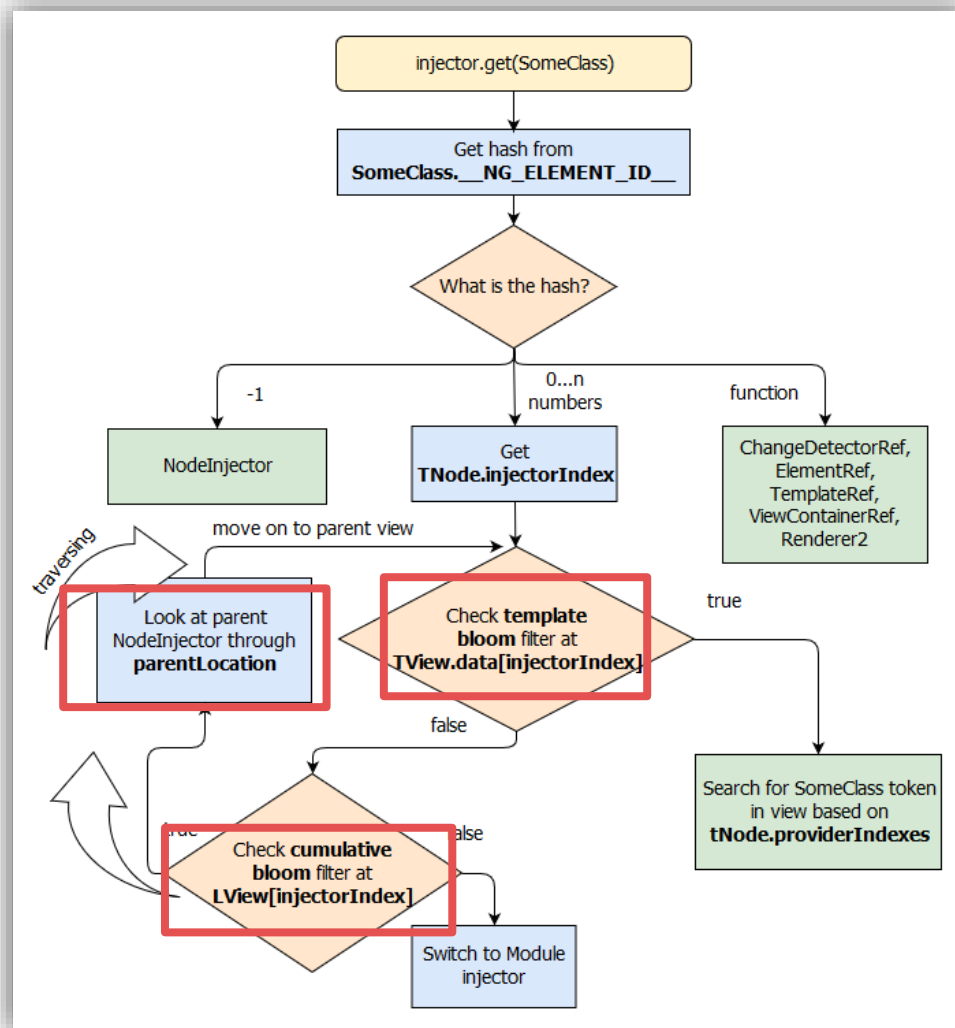 injector.get(SomeClass)
Get hash from
SomeClass.__NG_ELEMENT_ID__
What is the hash?
-1
0...n
numbers
function
NodeInjector
Get
TNode.injectorIndex
ChangeDetectorRef,
ElementRef,
TemplateRef,
ViewContainerRef,
Renderer2
move on to parent view
traversing
Look at parent
NodeInjector through
parentLocation
Check template
bloom filter at
TView.data[injectorIndex]
true
false
Search for SomeClass token
in view based on
tNode.providerIndexes
true
false
Check cumulative
bloom filter at
LView[injectorIndex]
Switch to Module
injector